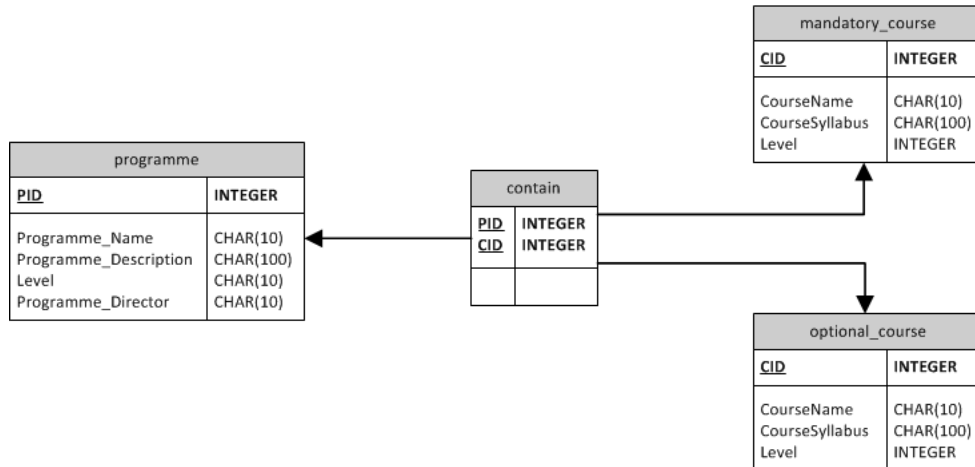 mandatory_course
CID INTEGER
CourseName CHAR(10)
CourseSyllabus CHAR(100)
Level INTEGER
programme
PID INTEGER
Programme_Name CHAR(10)
Programme_Description CHAR(100)
Level CHAR(10)
Programme_Director CHAR(10)
contain
PID INTEGER
CID INTEGER
optional_course
CID INTEGER
CourseName CHAR(10)
CourseSyllabus CHAR(100)
Level INTEGER